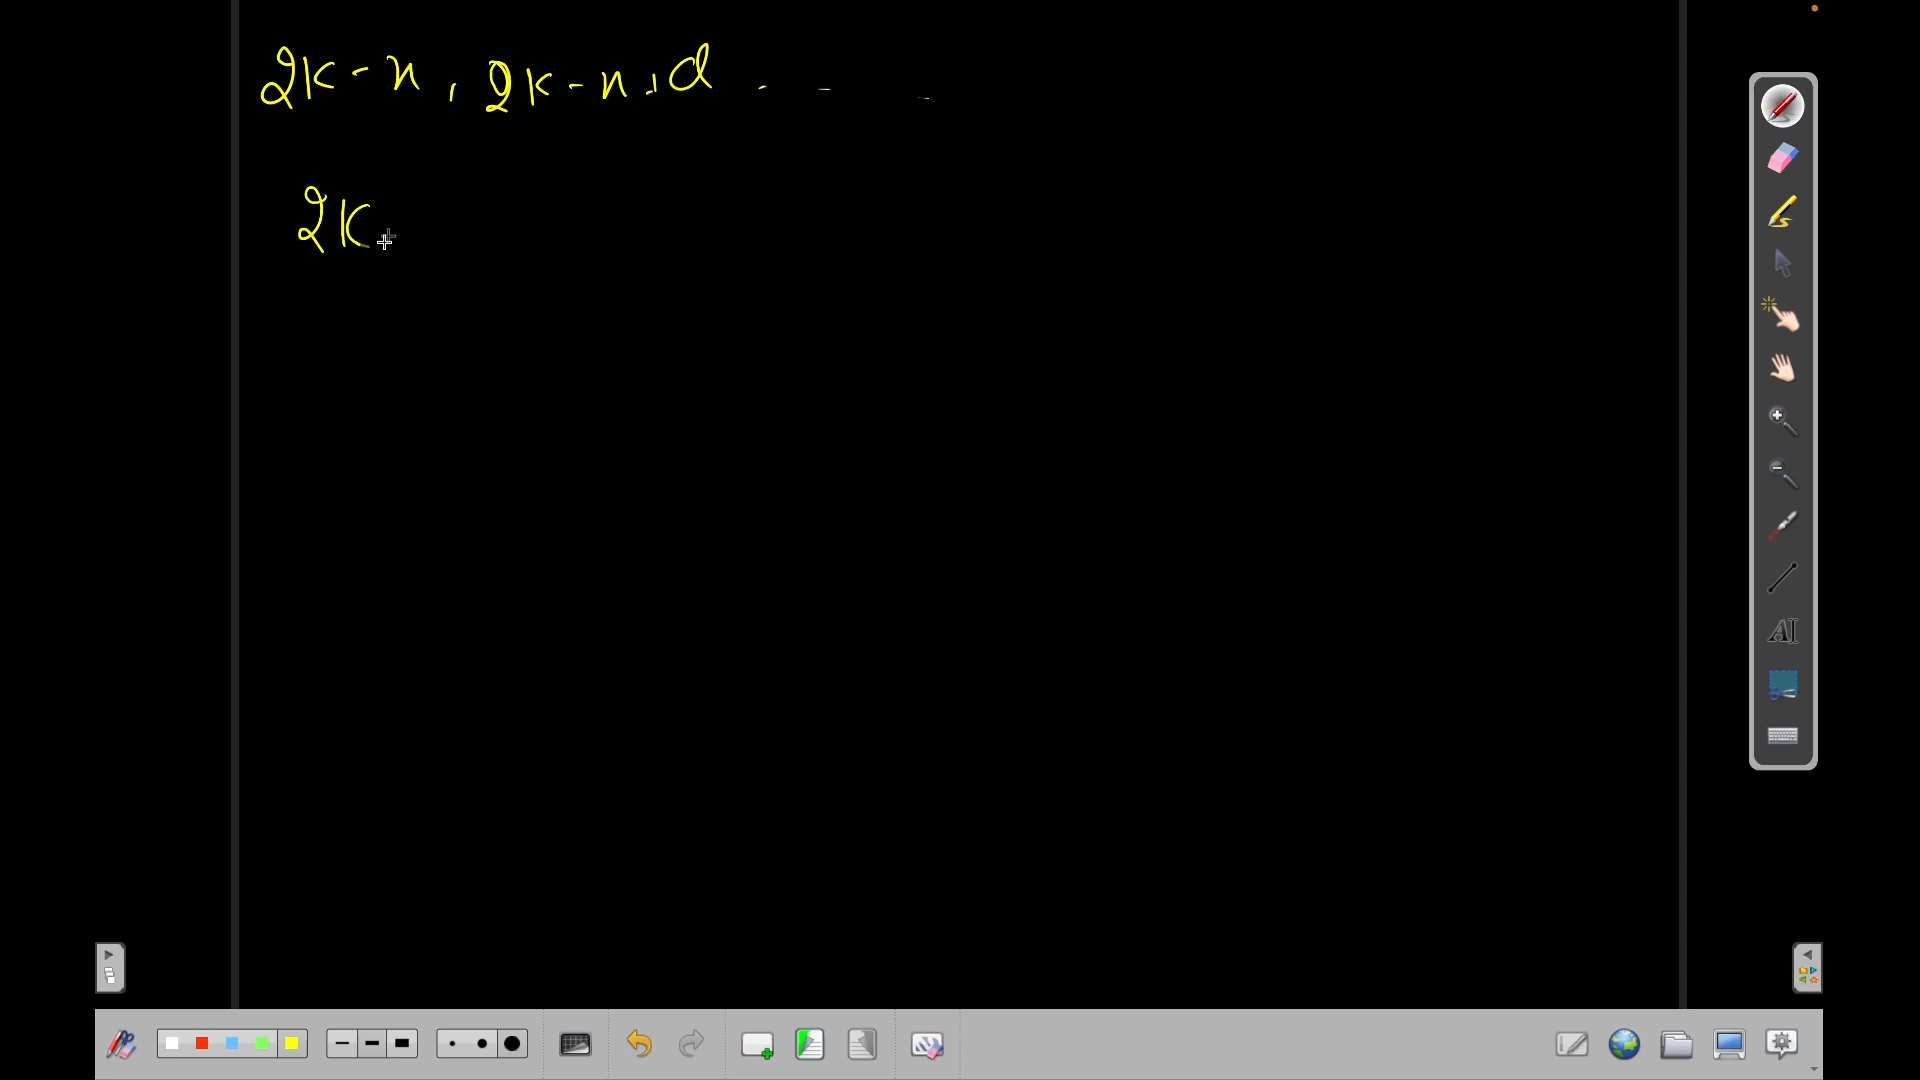 2K - n , 2K - n + d . - -
2K